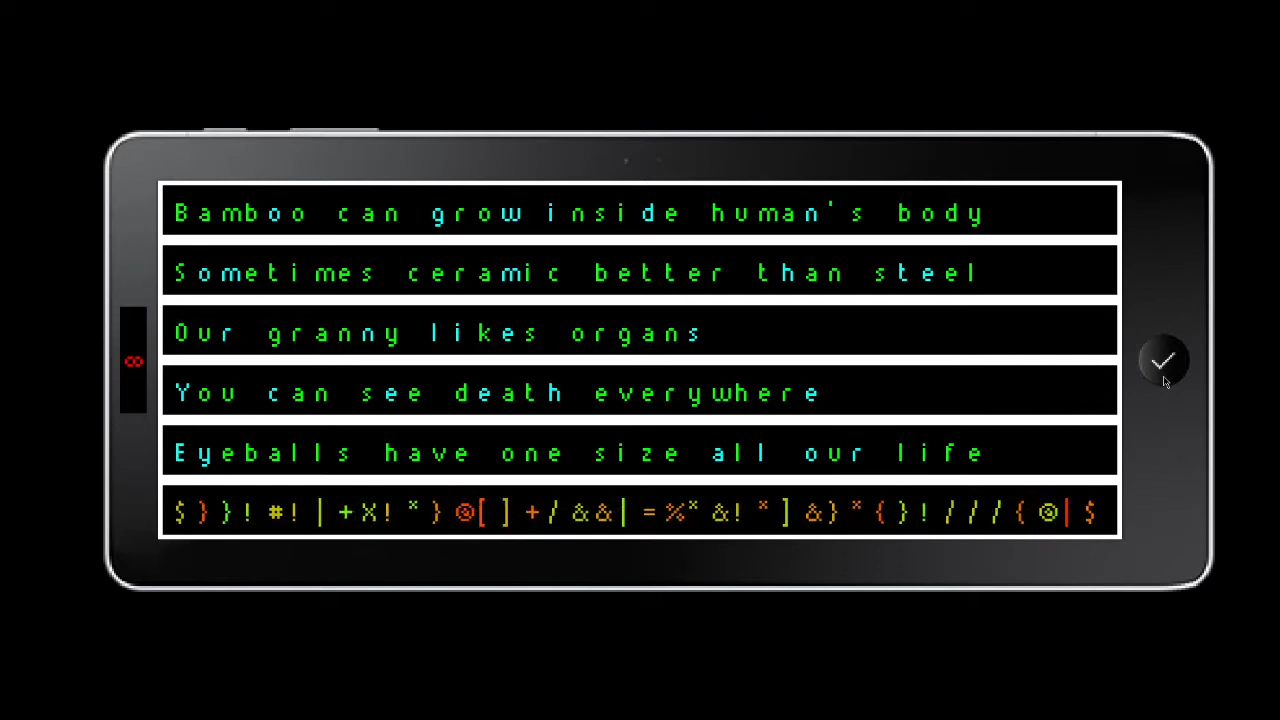 Bamboo can grow inside human's body
Sometimes ceramic better than steel
Our granny likes organs
You can see death everywhere
Eyeballs have one size all our life
$}}!#!|+X!*}@[]+/&&|=%*&!*]&}*{}!///{@|$
∞